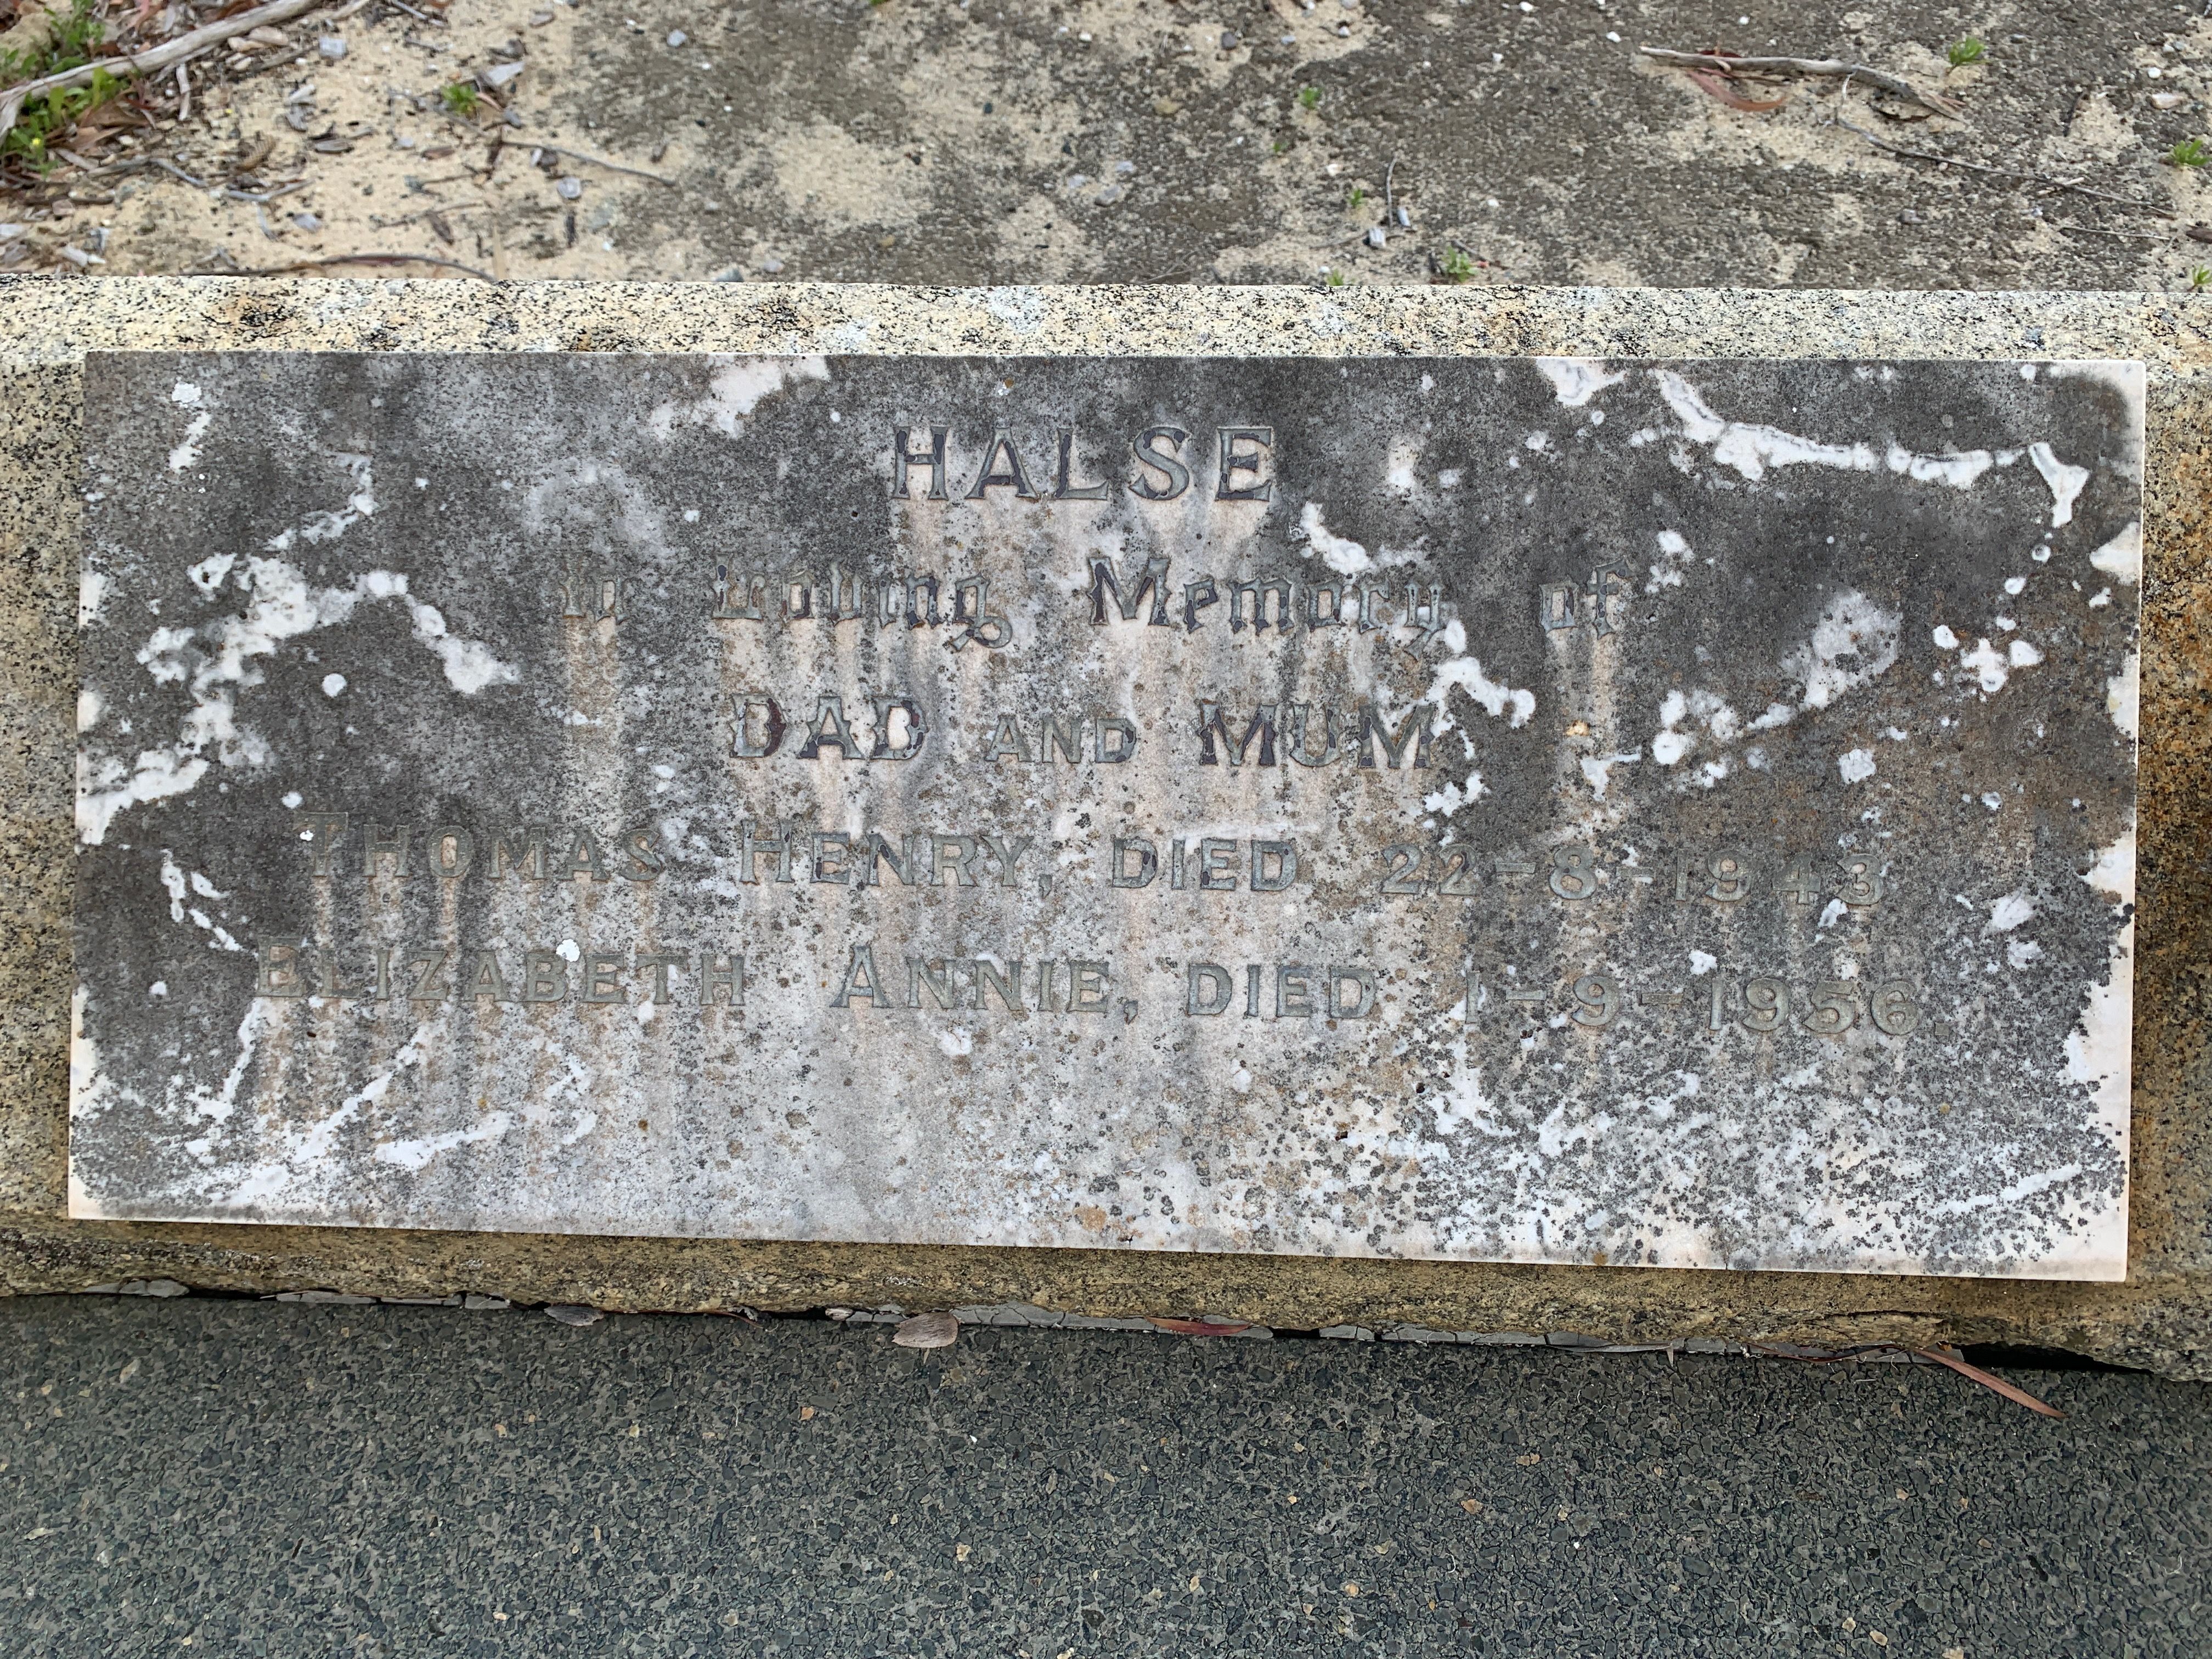 HALSE
In Loving Memory of
DAD AND MUM
THOMAS HENRY, DIED 22-8-1943
ELIZABETH ANNIE, DIED 1-9-1956.